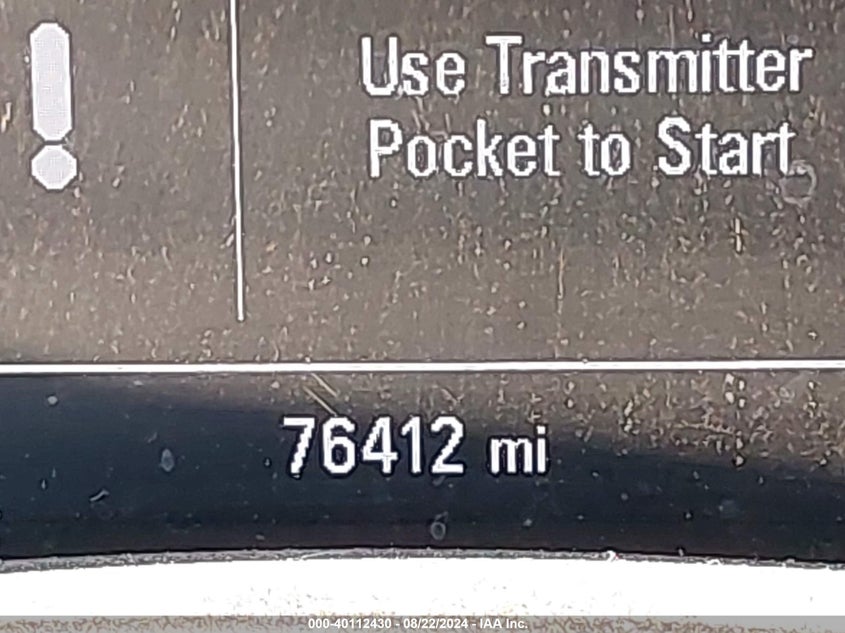 Use Transmitter
Pocket to Start
76412 mi
000-40112430 - 08/22/2024 - IAA Inc.